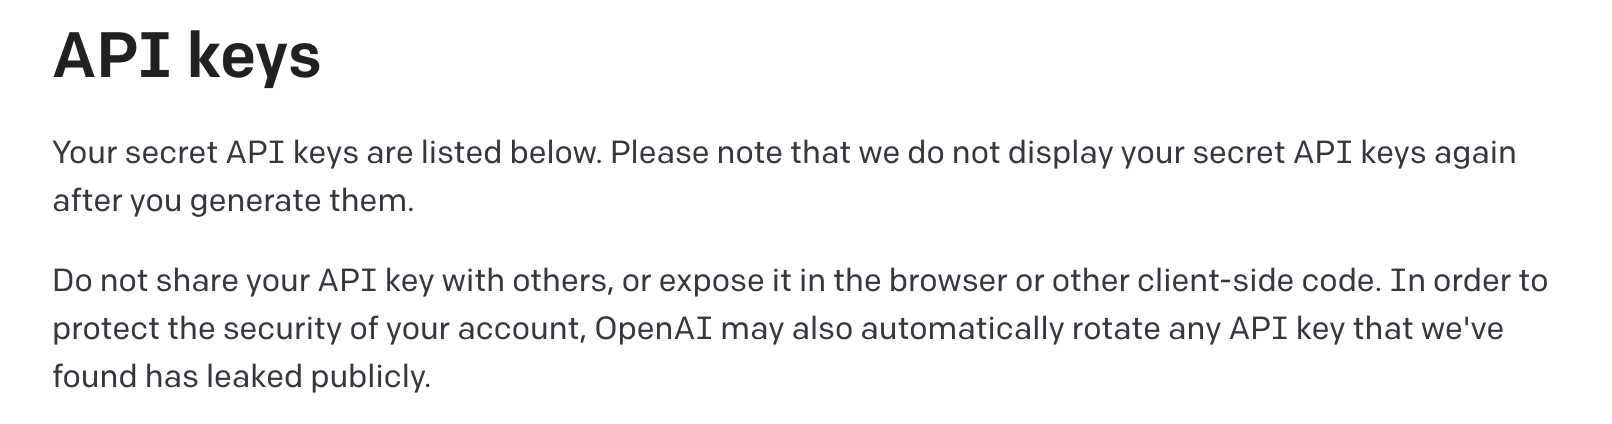 API keys
Your secret API keys are listed below. Please note that we do not display your secret API keys again
after you generate them.
Do not share your API key with others, or expose it in the browser or other client-side code. In order to
protect the security of your account, OpenAI may also automatically rotate any API key that we've
found has leaked publicly.